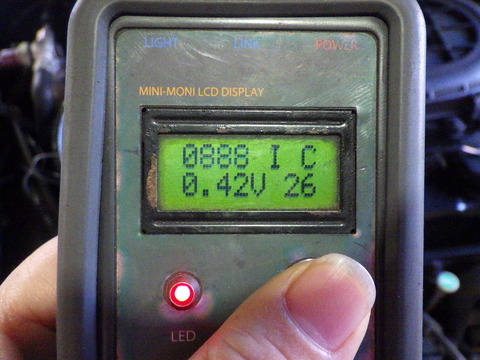 LIGHT LINK POWER
MINI-MONI LCD DISPLAY
0888 I C
0.42V 26
LED